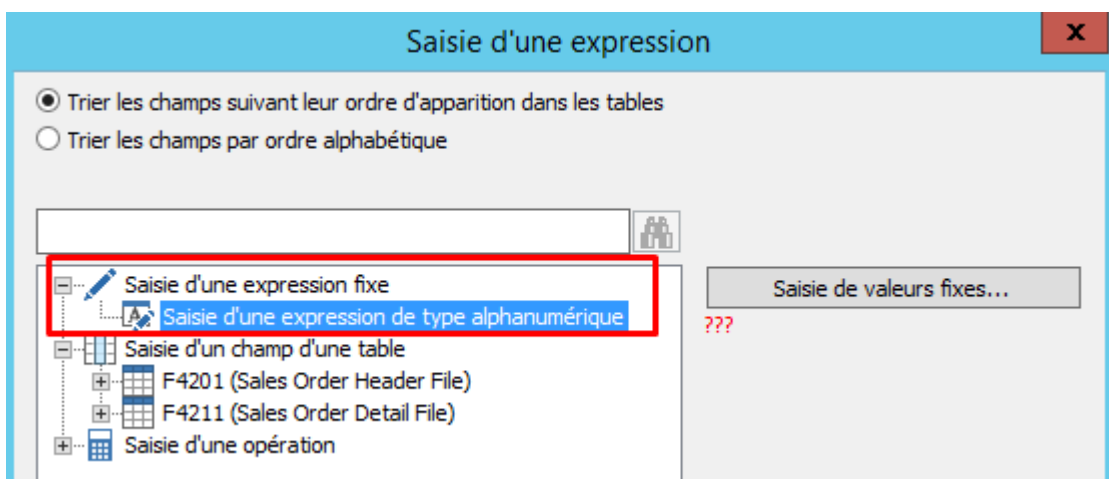 Saisie d'une expression
x
Trier les champs suivant leur ordre d'apparition dans les tables
Trier les champs par ordre alphabétique
Saisie d'une expression fixe
Saisie d'une expression de type alphanumérique
Saisie d'un champ d'une table
F4201 (Sales Order Header File)
F4211 (Sales Order Detail File)
Saisie d'une opération
Saisie de valeurs fixes...
???